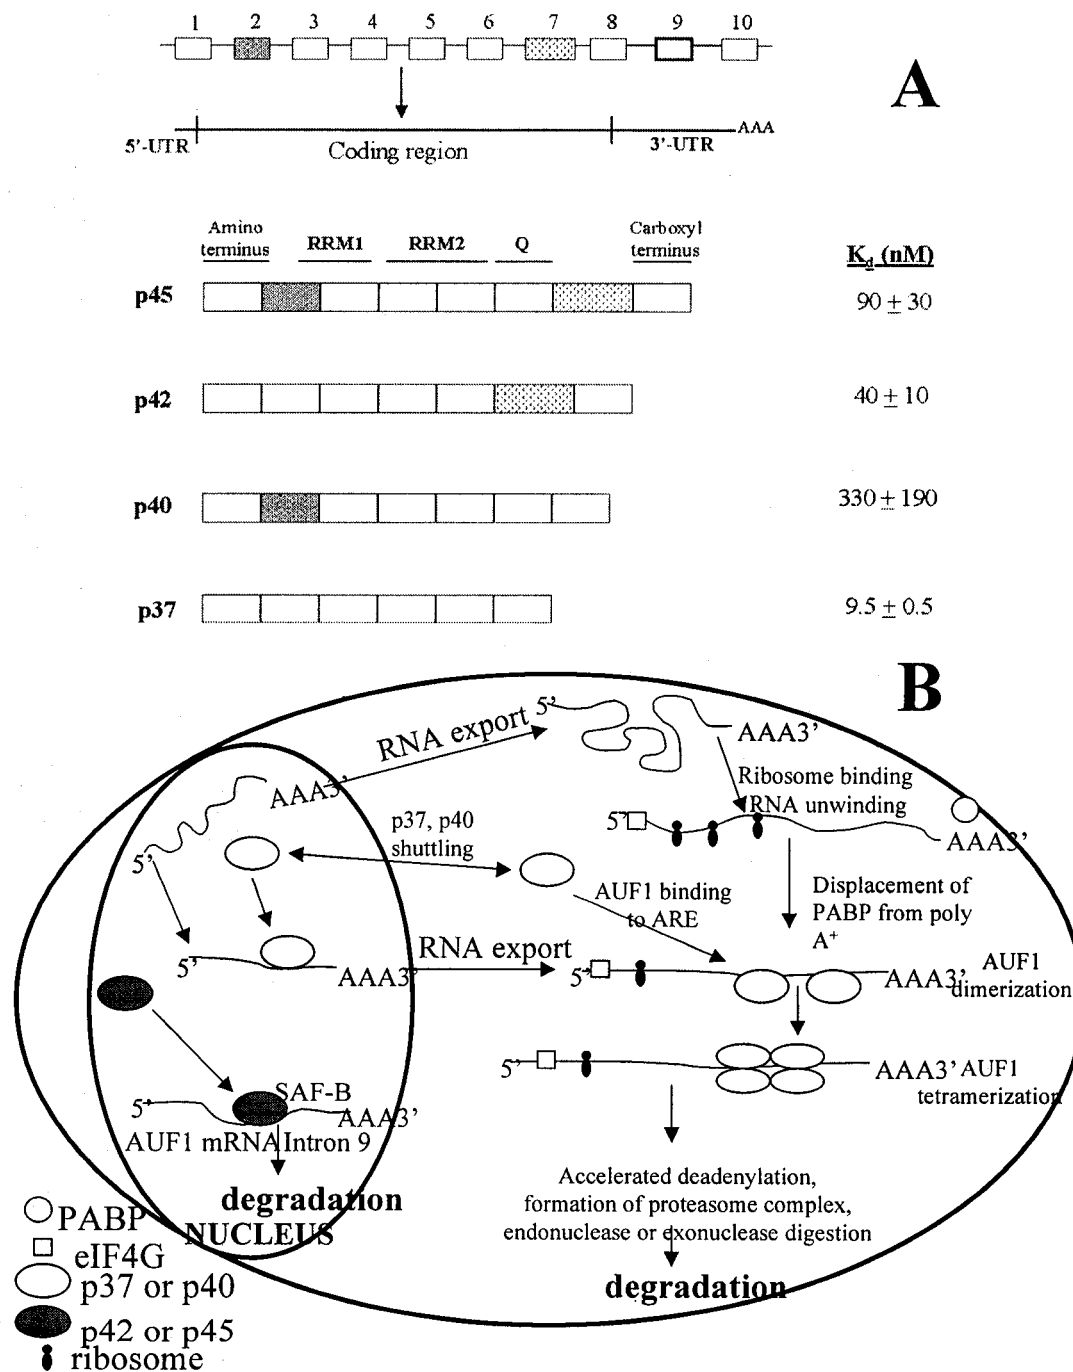 1 2 3 4 5 6 7 8 9 10
A
AAA
5'-UTR Coding region 3'-UTR
Amino terminus RRM1 RRM2 Q Carboxyl terminus
K_d (nM)
p45 90 ± 30
p42 40 ± 10
p40 330 ± 190
p37 9.5 ± 0.5
B
RNA export
5' AAA3'
AAA3'
5'
Ribosome binding
RNA unwinding
5' AAA3'
p37, p40
shuttling
AUF1 binding
to ARE
Displacement of
PABP from poly
A+
5' AAA3'
RNA export
5' AAA3'
AUF1
dimerization
5' AAA3' AUF1
tetramerization
SAF-B
5' AAA3'
AUF1 mRNA Intron 9
degradation
NUCLEUS
Accelerated deadenylation,
formation of proteasome complex,
endonuclease or exonuclease digestion
degradation
PABP
eIF4G
p37 or p40
p42 or p45
ribosome